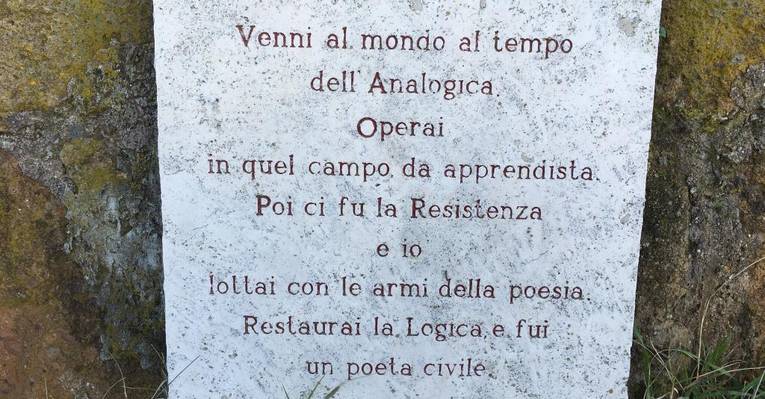 Venni al mondo al tempo
dell'Analogica.
Operai
in quel campo, da apprendista.
Poi ci fu la Resistenza
e io
lottai con le armi della poesia.
Restaurai la Logica, e fui
un poeta civile.